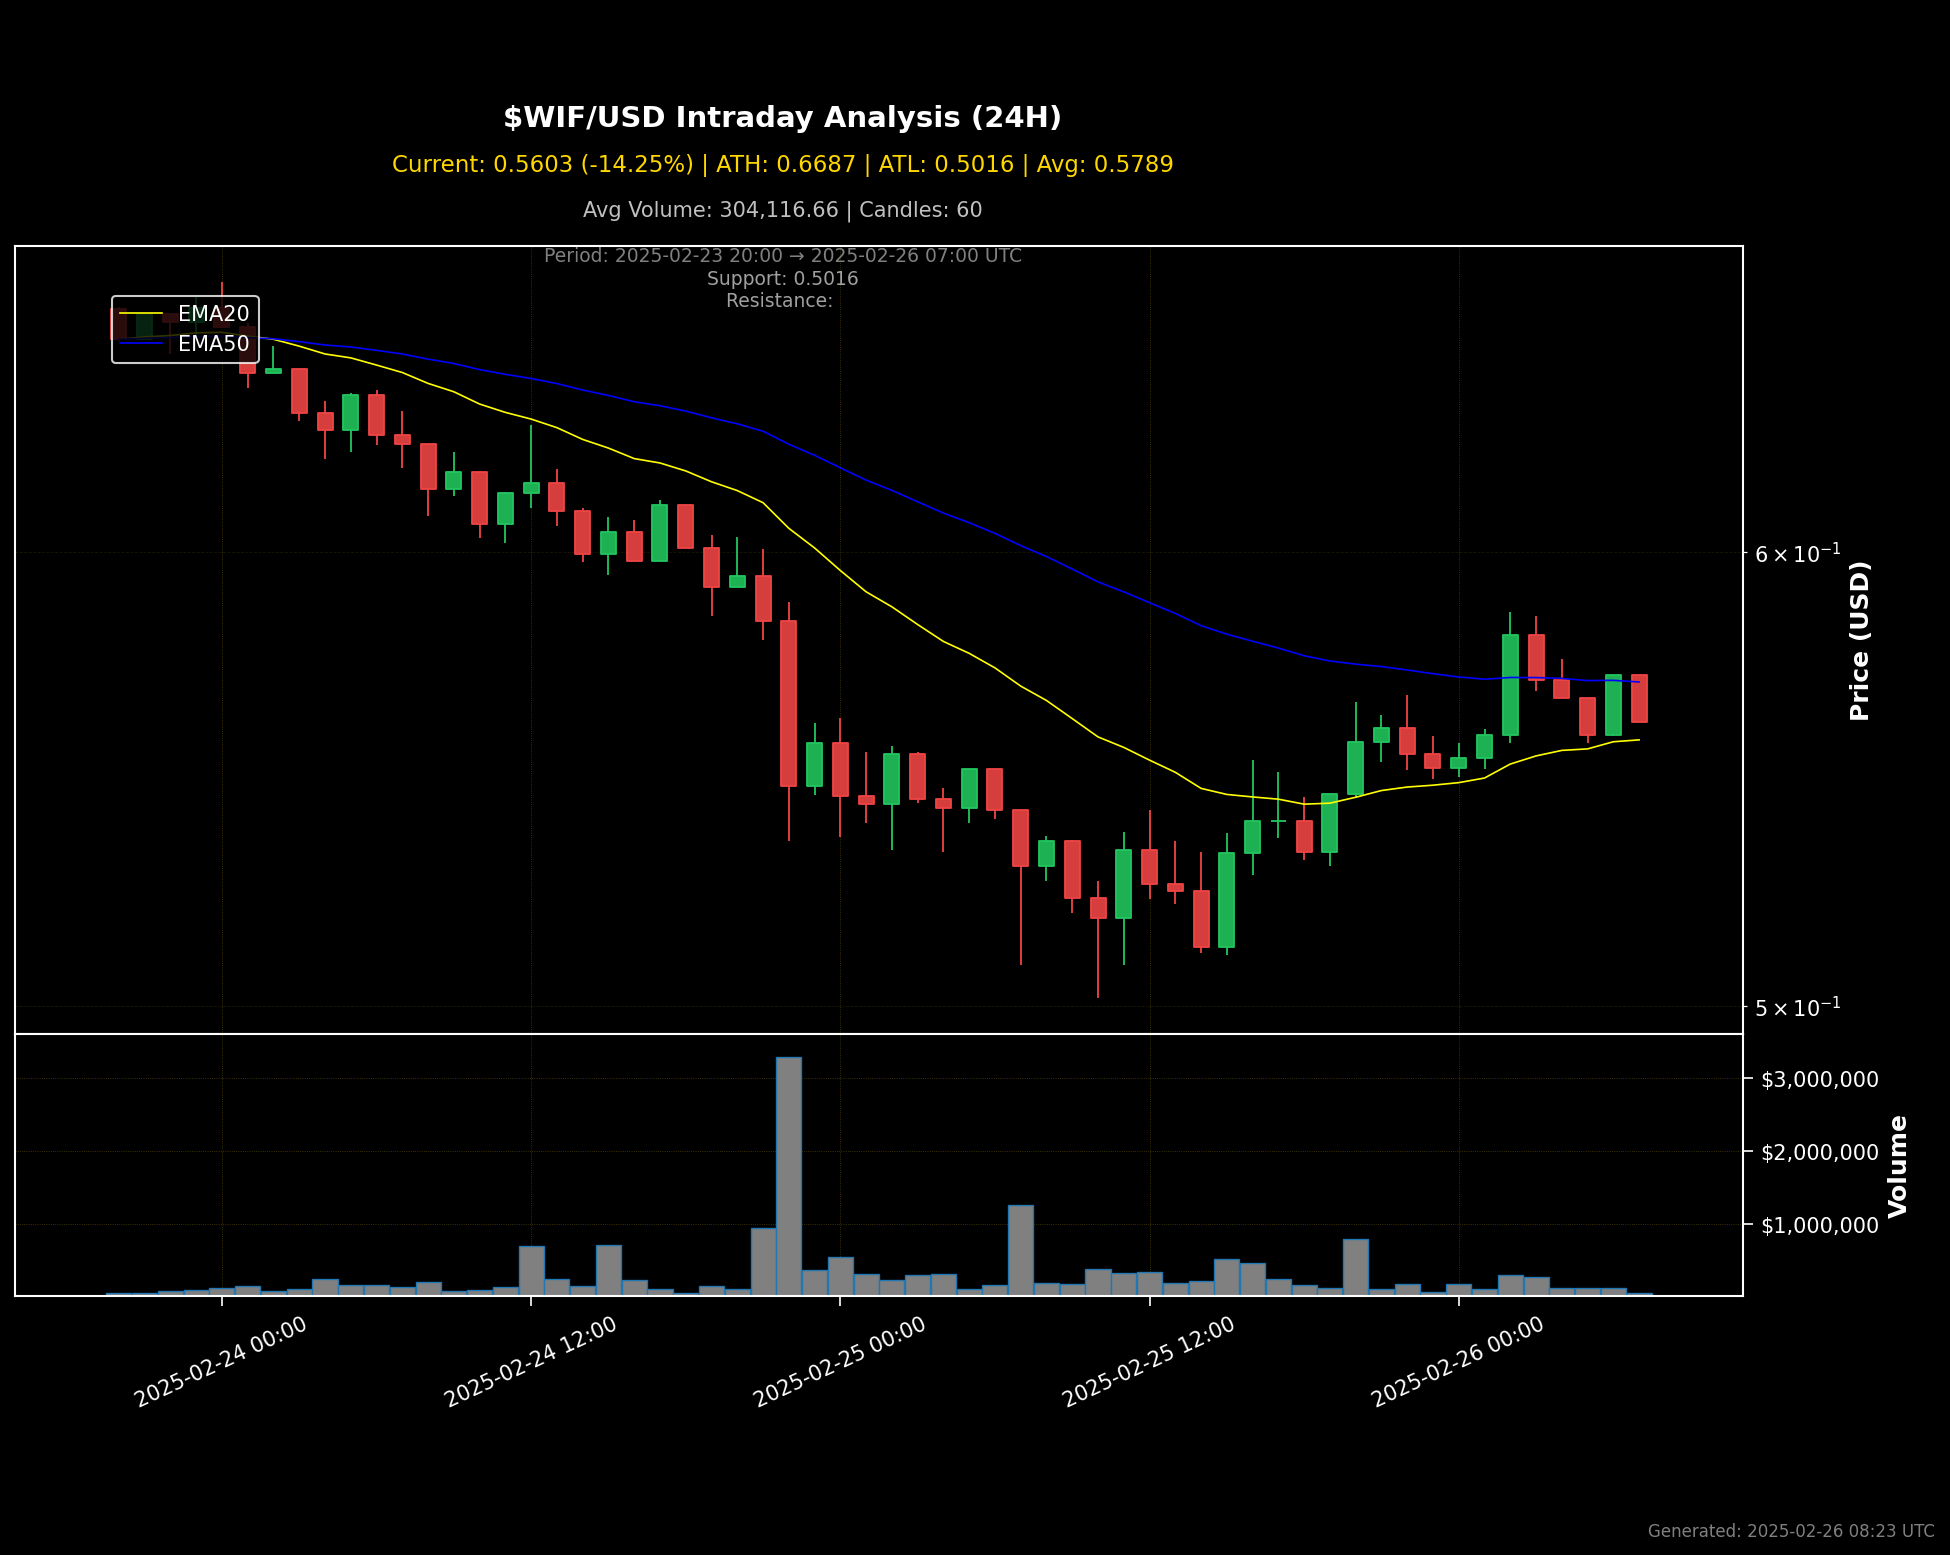 $WIF/USD Intraday Analysis (24H)
Current: 0.5603 (-14.25%) | ATH: 0.6687 | ATL: 0.5016 | Avg: 0.5789
Avg Volume: 304,116.66 | Candles: 60
Period: 2025-02-23 20:00 → 2025-02-26 07:00 UTC
Support: 0.5016
Resistance:
EMA20
EMA50
6 × 10⁻¹
Price (USD)
5 × 10⁻¹
$3,000,000
$2,000,000
$1,000,000
Volume
2025-02-24 00:00
2025-02-24 12:00
2025-02-25 00:00
2025-02-25 12:00
2025-02-26 00:00
Generated: 2025-02-26 08:23 UTC